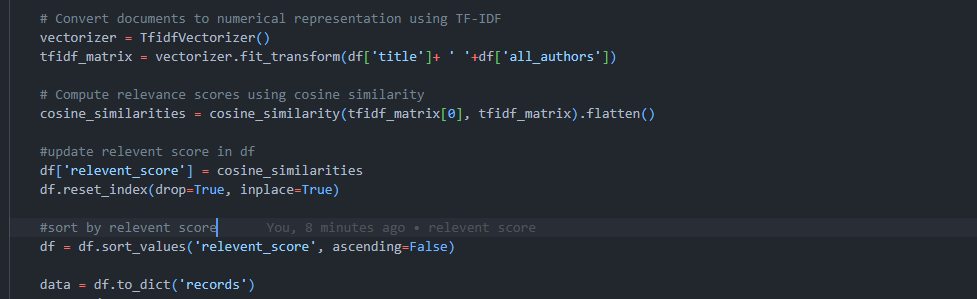 # Convert documents to numerical representation using TF-IDF
vectorizer = TfidfVectorizer()
tfidf_matrix = vectorizer.fit_transform(df['title']+ ' '+df['all_authors'])
# Compute relevance scores using cosine similarity
cosine_similarities = cosine_similarity(tfidf_matrix[0], tfidf_matrix).flatten()
#update relevent score in df
df['relevent_score'] = cosine_similarities
df.reset_index(drop=True, inplace=True)
#sort by relevent score You, 8 minutes ago • relevent score
df = df.sort_values('relevent_score', ascending=False)
data = df.to_dict('records')